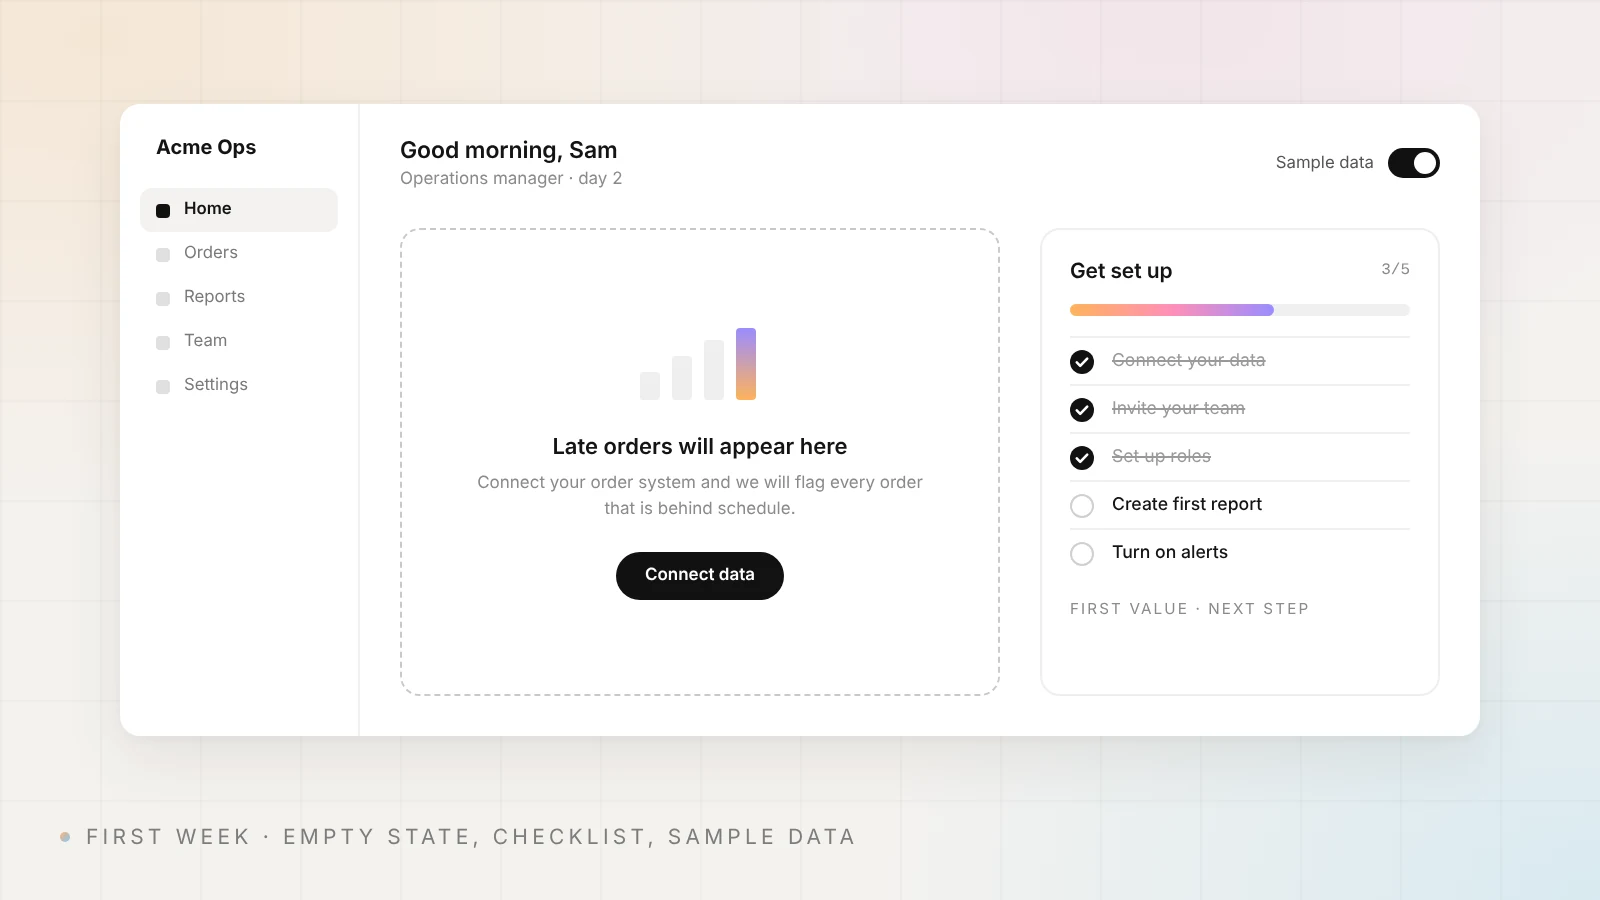 Acme Ops
Home
Orders
Reports
Team
Settings
Good morning, Sam
Operations manager · day 2
Sample data
Late orders will appear here
Connect your order system and we will flag every order
that is behind schedule.
Connect data
Get set up
3/5
Connect your data
Invite your team
Set up roles
Create first report
Turn on alerts
FIRST VALUE · NEXT STEP
FIRST WEEK · EMPTY STATE, CHECKLIST, SAMPLE DATA